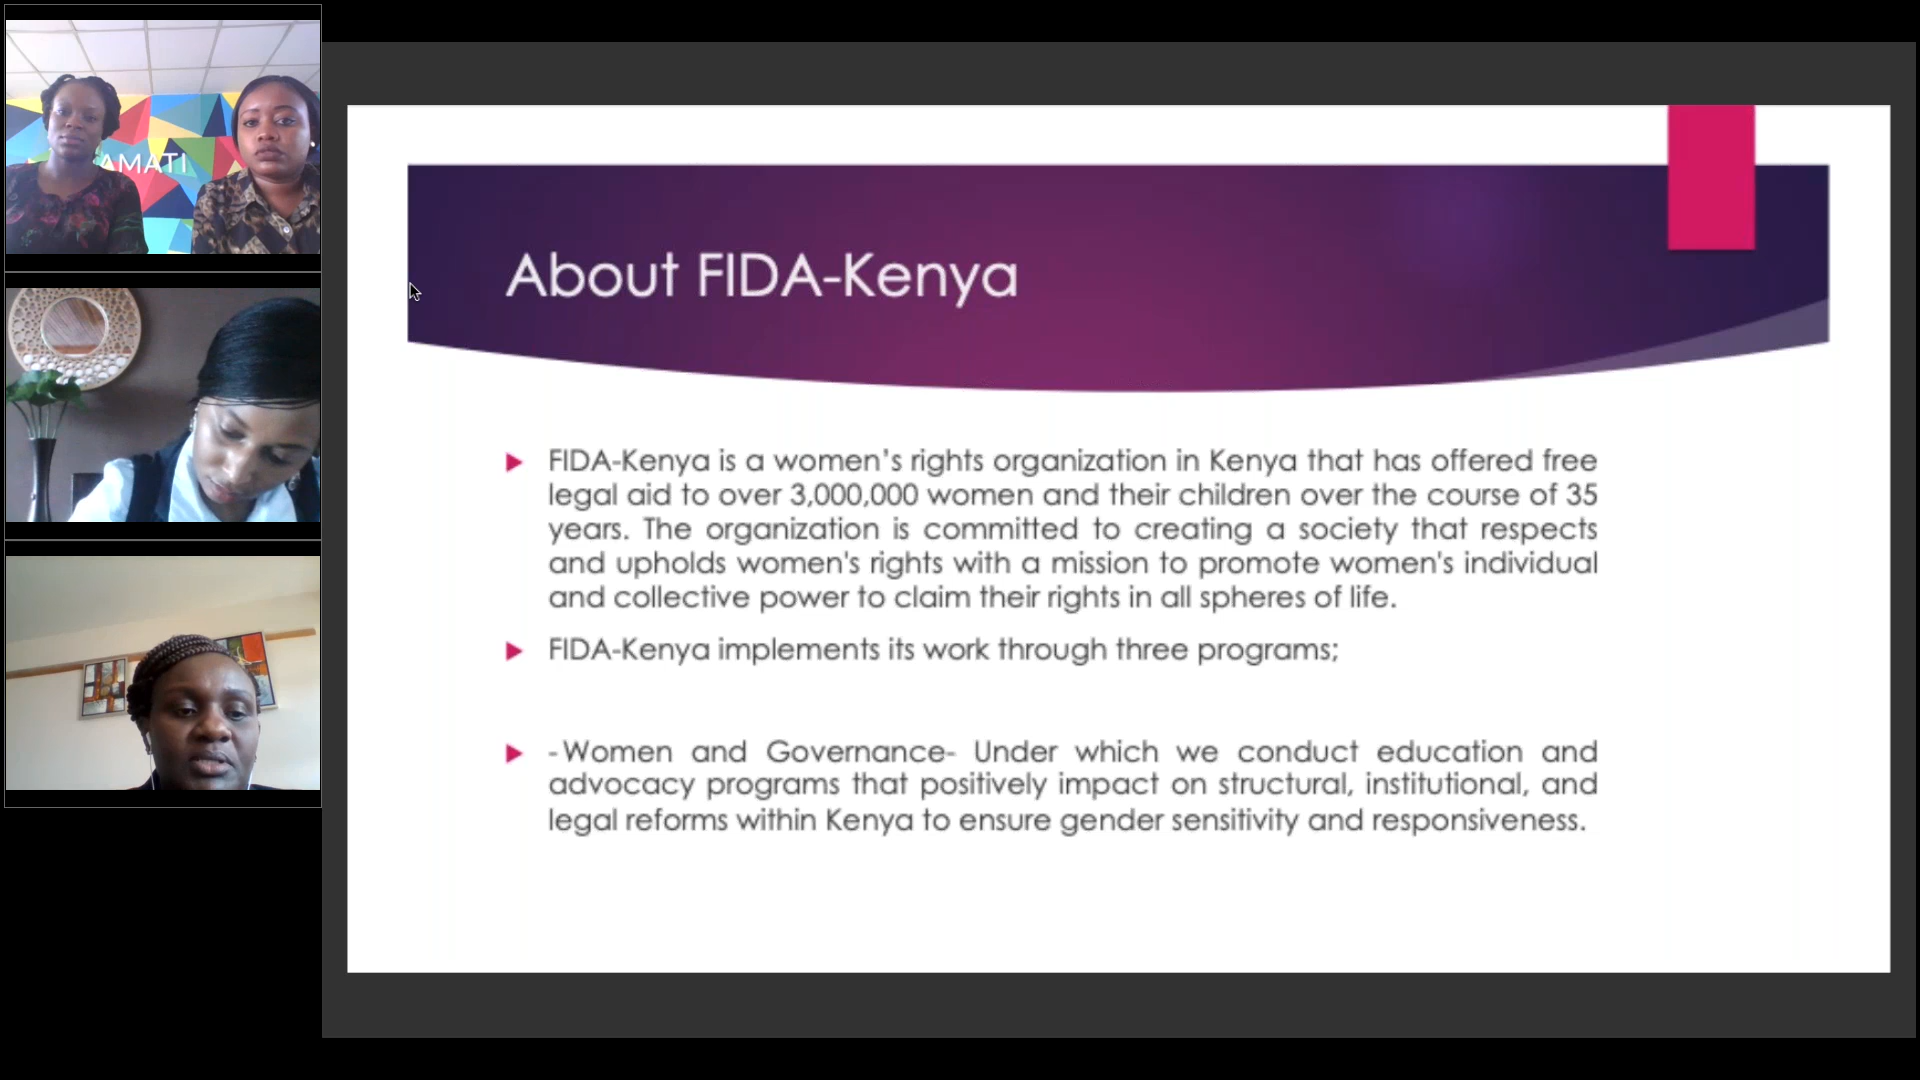 AMATI
About FIDA-Kenya
FIDA-Kenya is a women's rights organization in Kenya that has offered free
legal aid to over 3,000,000 women and their children over the course of 35
years. The organization is committed to creating a society that respects
and upholds women's rights with a mission to promote women's individual
and collective power to claim their rights in all spheres of life.
FIDA-Kenya implements its work through three programs;
- Women and Governance- Under which we conduct education and
advocacy programs that positively impact on structural, institutional, and
legal reforms within Kenya to ensure gender sensitivity and responsiveness.